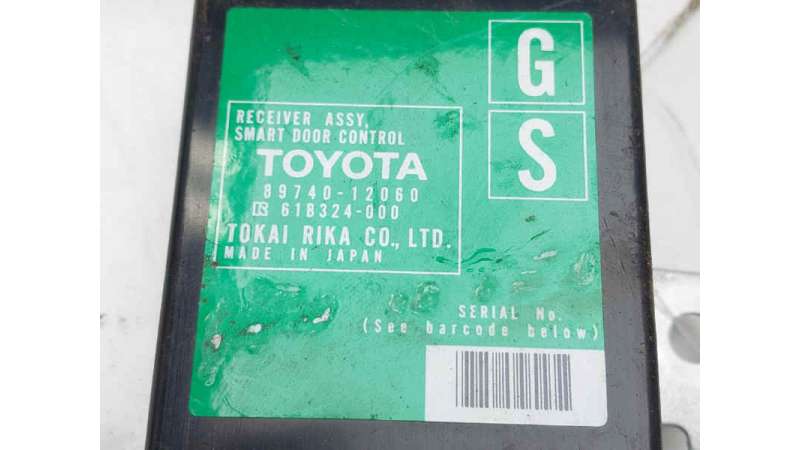 G
S
RECEIVER ASSY,
SMART DOOR CONTROL
TOYOTA
89740-12060
61B324-000
TOKAI RIKA CO., LTD.
MADE IN JAPAN
SERIAL No.
(See barcode below)